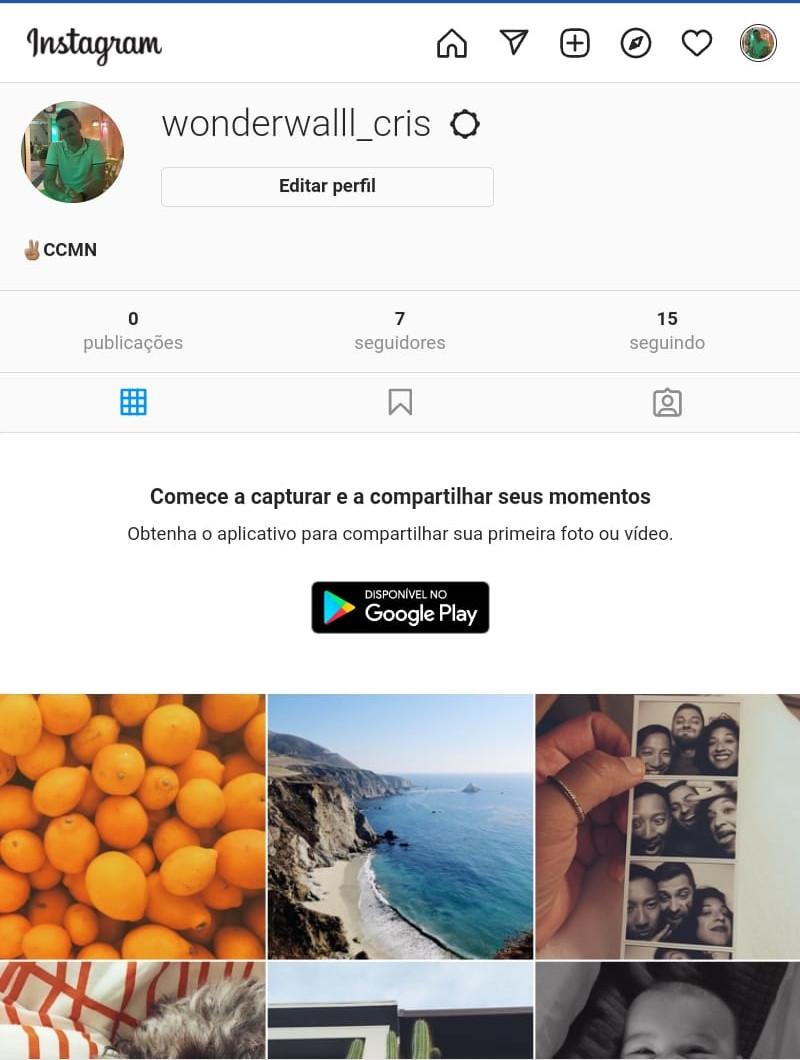 Instagram
wonderwalll_cris
Editar perfil
✌🏽CCMN
0
publicações
7
seguidores
15
seguindo
Comece a capturar e a compartilhar seus momentos
Obtenha o aplicativo para compartilhar sua primeira foto ou vídeo.
DISPONÍVEL NO
Google Play